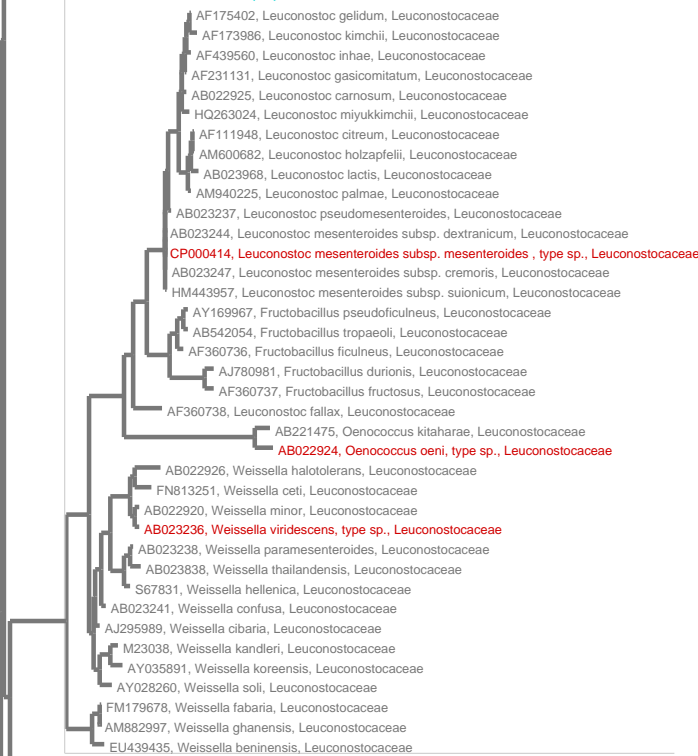 AF175402, Leuconostoc gelidum, Leuconostocaceae
AF173986, Leuconostoc kimchii, Leuconostocaceae
AF439560, Leuconostoc inhae, Leuconostocaceae
AF231131, Leuconostoc gasicomitatum, Leuconostocaceae
AB022925, Leuconostoc carnosum, Leuconostocaceae
HQ263024, Leuconostoc miyukkimchii, Leuconostocaceae
AF111948, Leuconostoc citreum, Leuconostocaceae
AM600682, Leuconostoc holzapfelii, Leuconostocaceae
AB023968, Leuconostoc lactis, Leuconostocaceae
AM940225, Leuconostoc palmae, Leuconostocaceae
AB023237, Leuconostoc pseudomesenteroides, Leuconostocaceae
AB023244, Leuconostoc mesenteroides subsp. dextranicum, Leuconostocaceae
CP000414, Leuconostoc mesenteroides subsp. mesenteroides , type sp., Leuconostocaceae
AB023247, Leuconostoc mesenteroides subsp. cremoris, Leuconostocaceae
HM443957, Leuconostoc mesenteroides subsp. suionicum, Leuconostocaceae
AY169967, Fructobacillus pseudoficulneus, Leuconostocaceae
AB542054, Fructobacillus tropaeoli, Leuconostocaceae
AF360736, Fructobacillus ficulneus, Leuconostocaceae
AJ780981, Fructobacillus durionis, Leuconostocaceae
AF360737, Fructobacillus fructosus, Leuconostocaceae
AF360738, Leuconostoc fallax, Leuconostocaceae
AB221475, Oenococcus kitaharae, Leuconostocaceae
AB022924, Oenococcus oeni, type sp., Leuconostocaceae
AB022926, Weissella halotolerans, Leuconostocaceae
FN813251, Weissella ceti, Leuconostocaceae
AB022920, Weissella minor, Leuconostocaceae
AB023236, Weissella viridescens, type sp., Leuconostocaceae
AB023238, Weissella paramesenteroides, Leuconostocaceae
AB023838, Weissella thailandensis, Leuconostocaceae
S67831, Weissella hellenica, Leuconostocaceae
AB023241, Weissella confusa, Leuconostocaceae
AJ295989, Weissella cibaria, Leuconostocaceae
M23038, Weissella kandleri, Leuconostocaceae
AY035891, Weissella koreensis, Leuconostocaceae
AY028260, Weissella soli, Leuconostocaceae
FM179678, Weissella fabaria, Leuconostocaceae
AM882997, Weissella ghanensis, Leuconostocaceae
EU439435, Weissella beninensis, Leuconostocaceae